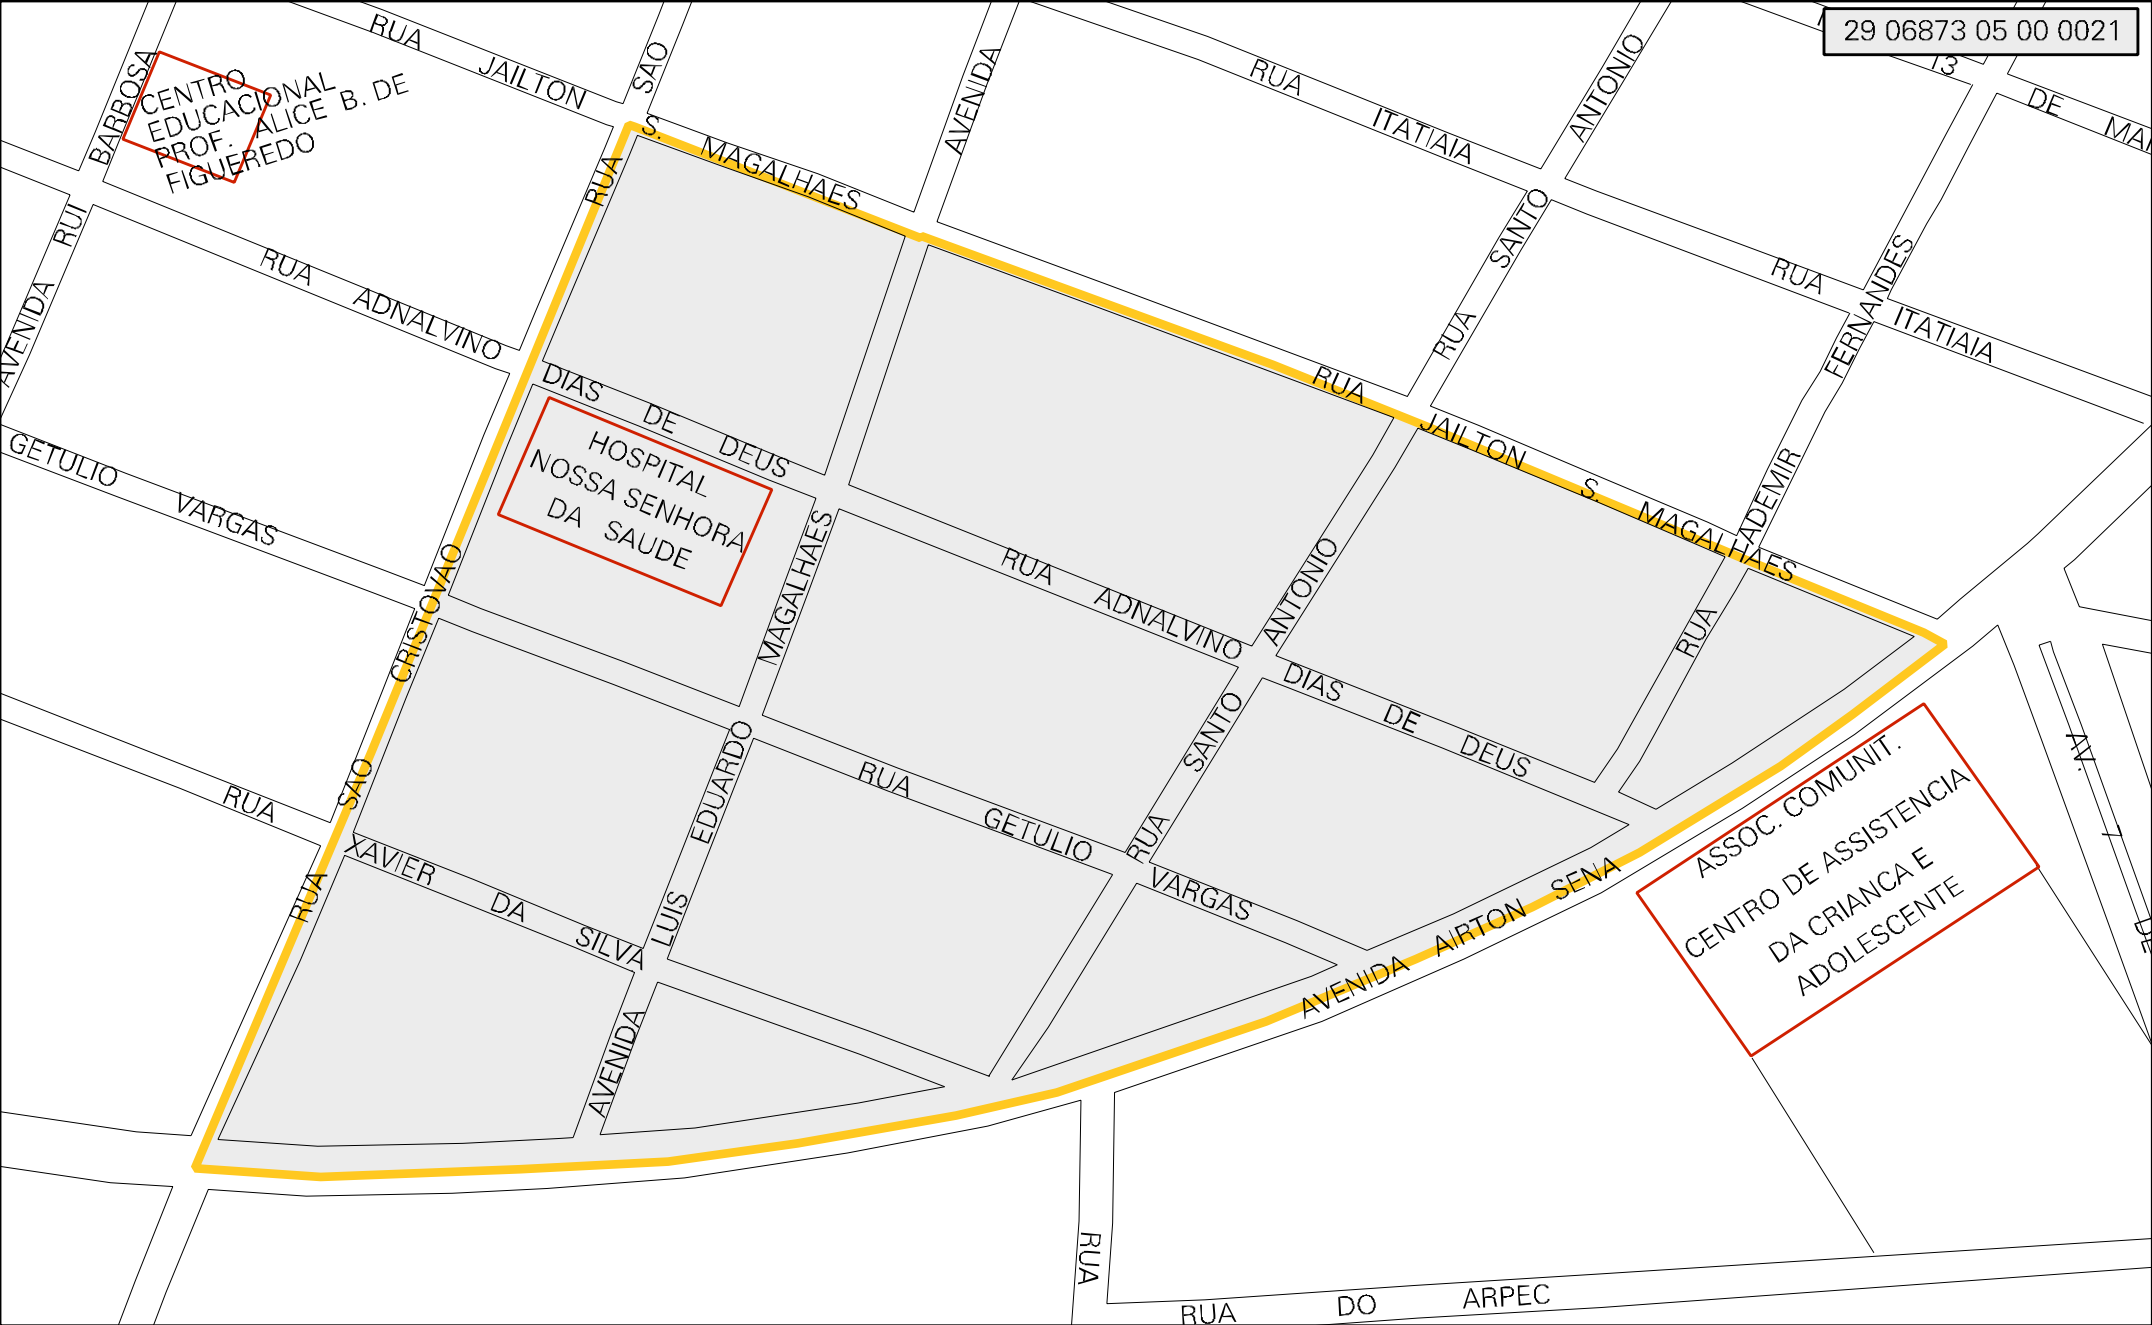 29 06873 05 00 0021
RUA JAILTON S. MAGALHAES
SAO
AVENIDA
RUA ITATIAIA
ANTONIO
13 DE
BARBOSA
CENTRO
EDUCACIONAL
PROF. ALICE B. DE
FIGUEREDO
RUI
AVENIDA
RUA ADNALVINO
DIAS DE DEUS
RUA
SANTO
RUA
RUA ITATIAIA
FERNANDES
ADEMIR
RUA
RUA JAILTON S. MAGALHAES
GETULIO VARGAS
HOSPITAL
NOSSA SENHORA
DA SAUDE
MAGALHAES
RUA ADNALVINO
DIAS DE DEUS
ANTONIO
SANTO
RUA
CRISTOVAO
SAO
RUA
EDUARDO
LUIS
AVENIDA
RUA GETULIO
VARGAS
RUA
XAVIER DA SILVA
AVENIDA AIRTON SENA
ASSOC. COMUNIT.
CENTRO DE ASSISTENCIA
DA CRIANCA E
ADOLESCENTE
AV. 7 DE
RUA
RUA DO ARPEC